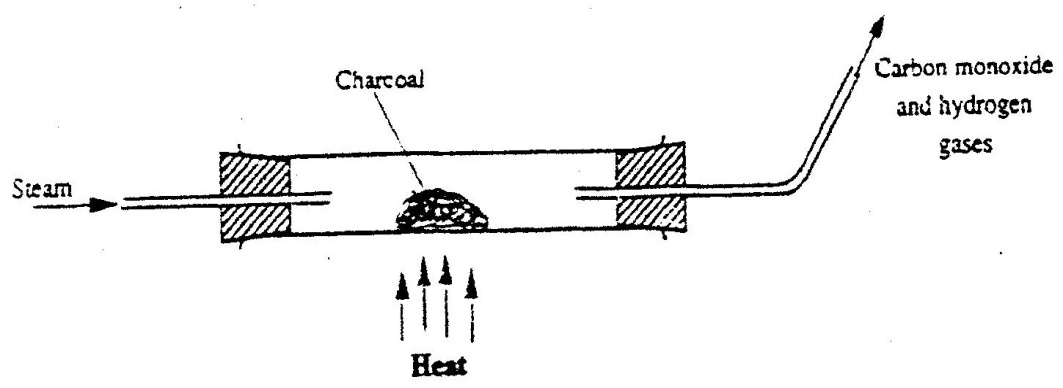 Charcoal
Carbon monoxide
and hydrogen
gases
Steam
Heat